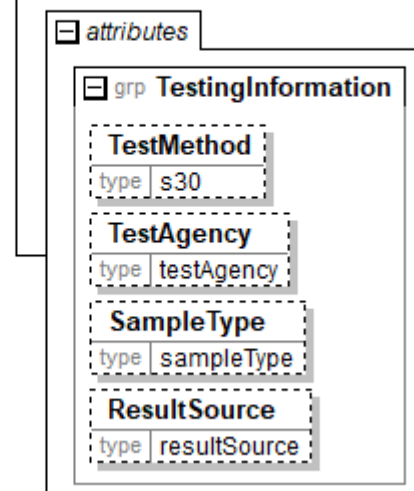 attributes
grp TestingInformation
TestMethod
type s30
TestAgency
type testAgency
SampleType
type sampleType
ResultSource
type resultSource